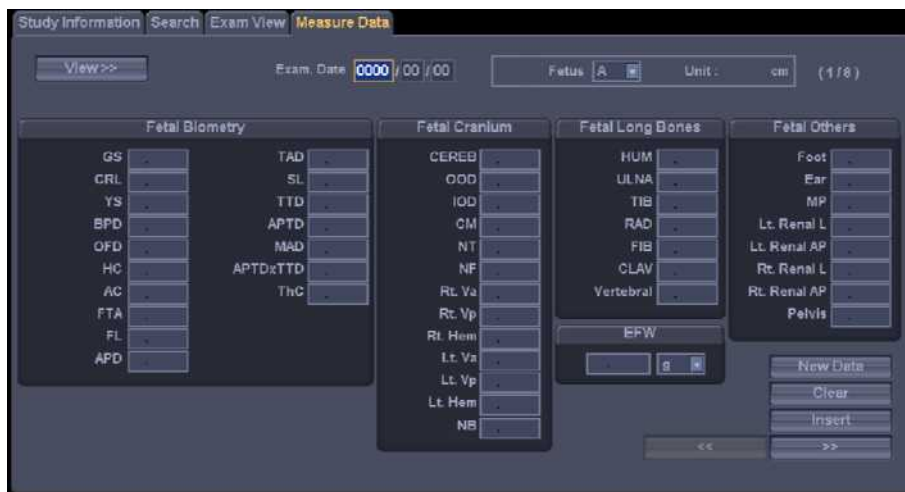 Study Information Search Exam View Measure Data
View>> Exam. Date 0000 / 00 / 00 Fetus A Unit : cm (1/8)
Fetal Biometry Fetal Cranium Fetal Long Bones Fetal Others
GS TAD CEREB HUM Foot
CRL SL OOD ULNA Ear
YS TTD IOD TIB MP
BPD APTD CM RAD Lt. Renal L
OFD MAD NT FIB Lt. Renal AP
HC APTDxTTD NF CLAV Rt. Renal L
AC ThC Rt. Va Vertebral Rt. Renal AP
FTA Rt. Vp Pelvis
FL Rt. Hem EFW
APD Lt. Va g New Data
Lt. Vp Clear
Lt. Hem Insert
NB
<< >>